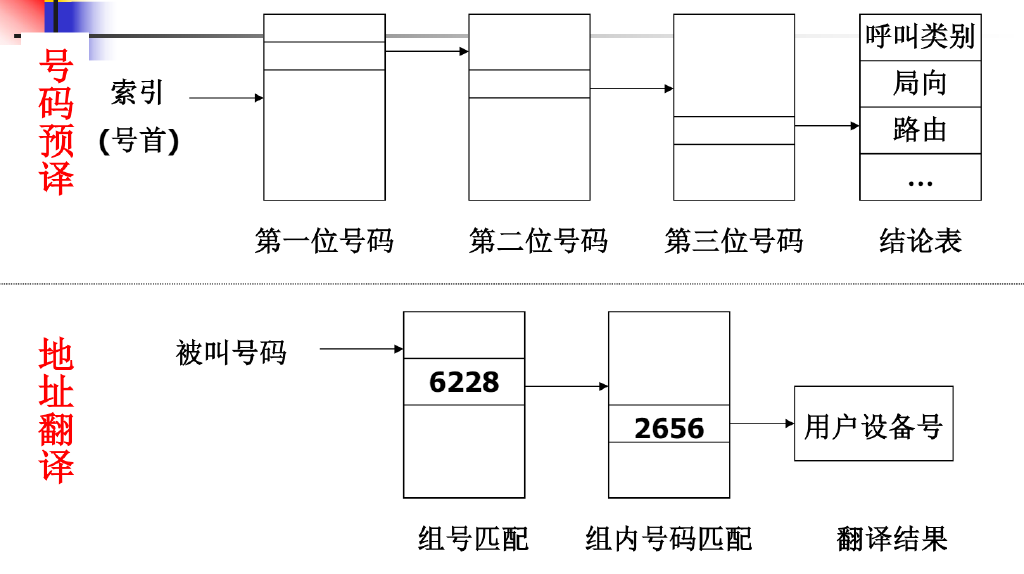 号码预译
索引
(号首)
呼叫类别
局向
路由
...
第一位号码
第二位号码
第三位号码
结论表
地址翻译
被叫号码
6228
2656
用户设备号
组号匹配
组内号码匹配
翻译结果